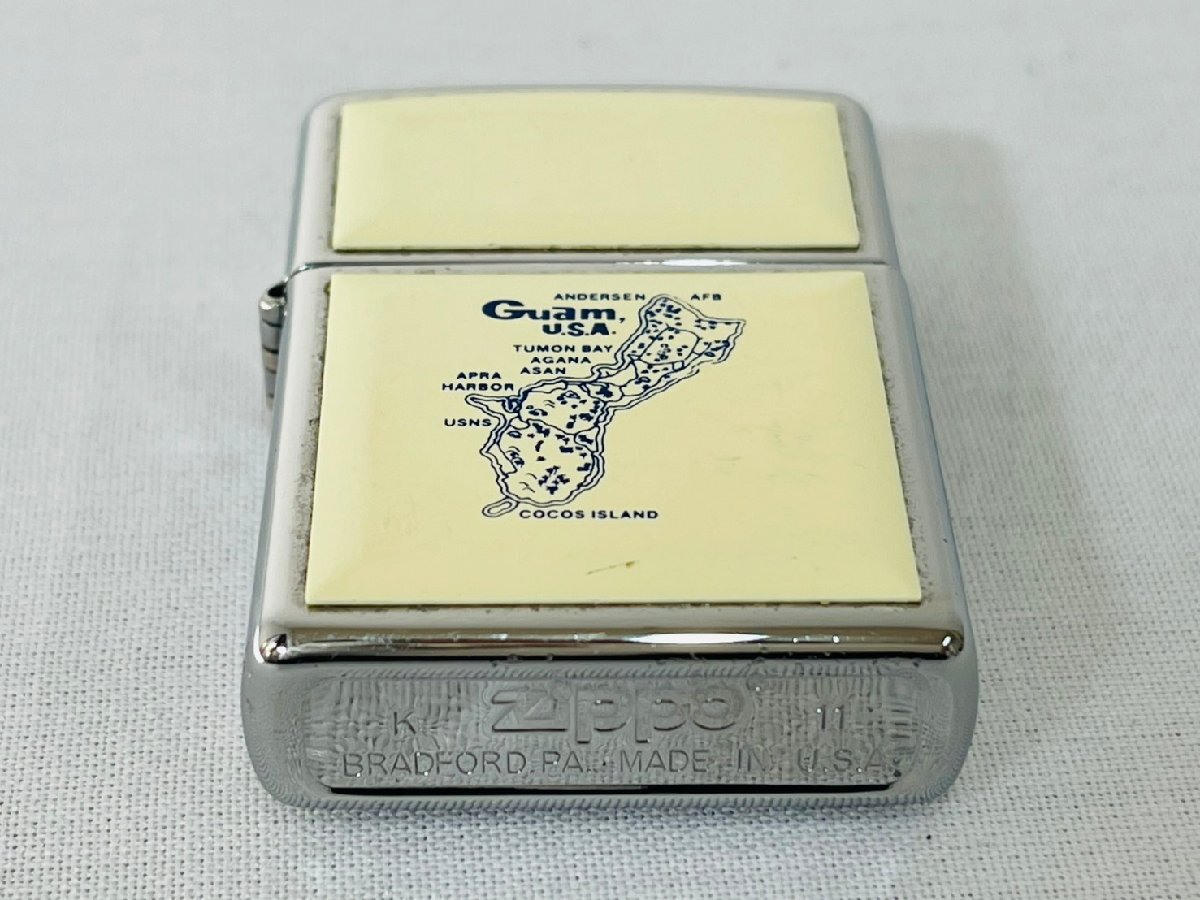 ANDERSEN AFB
Guam,
U.S.A.
TUMON BAY
AGANA
ASAN
APRA
HARBOR
USNS
COCOS ISLAND
K Zippo 11
BRADFORD.PA. MADE IN U.S.A.